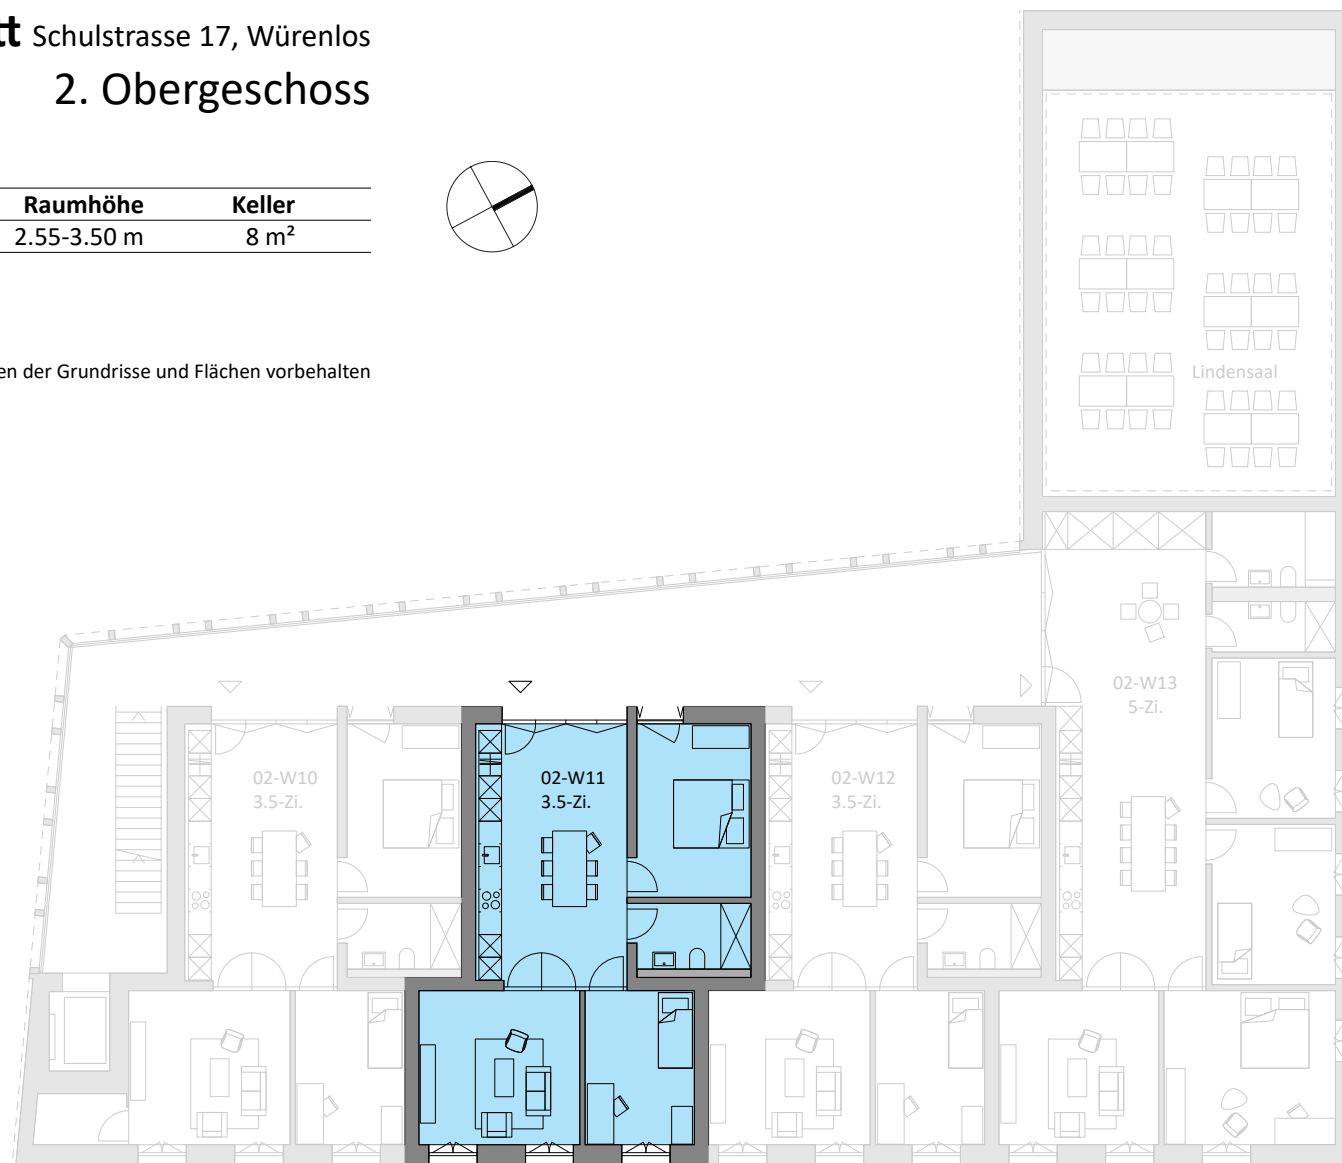 Schulstrasse 17, Würenlos
2. Obergeschoss
Raumhöhe Keller
2.55-3.50 m 8 m²
der Grundrisse und Flächen vorbehalten
Lindensaal
02-W13
5-Zi.
02-W10
3.5-Zi.
02-W11
3.5-Zi.
02-W12
3.5-Zi.